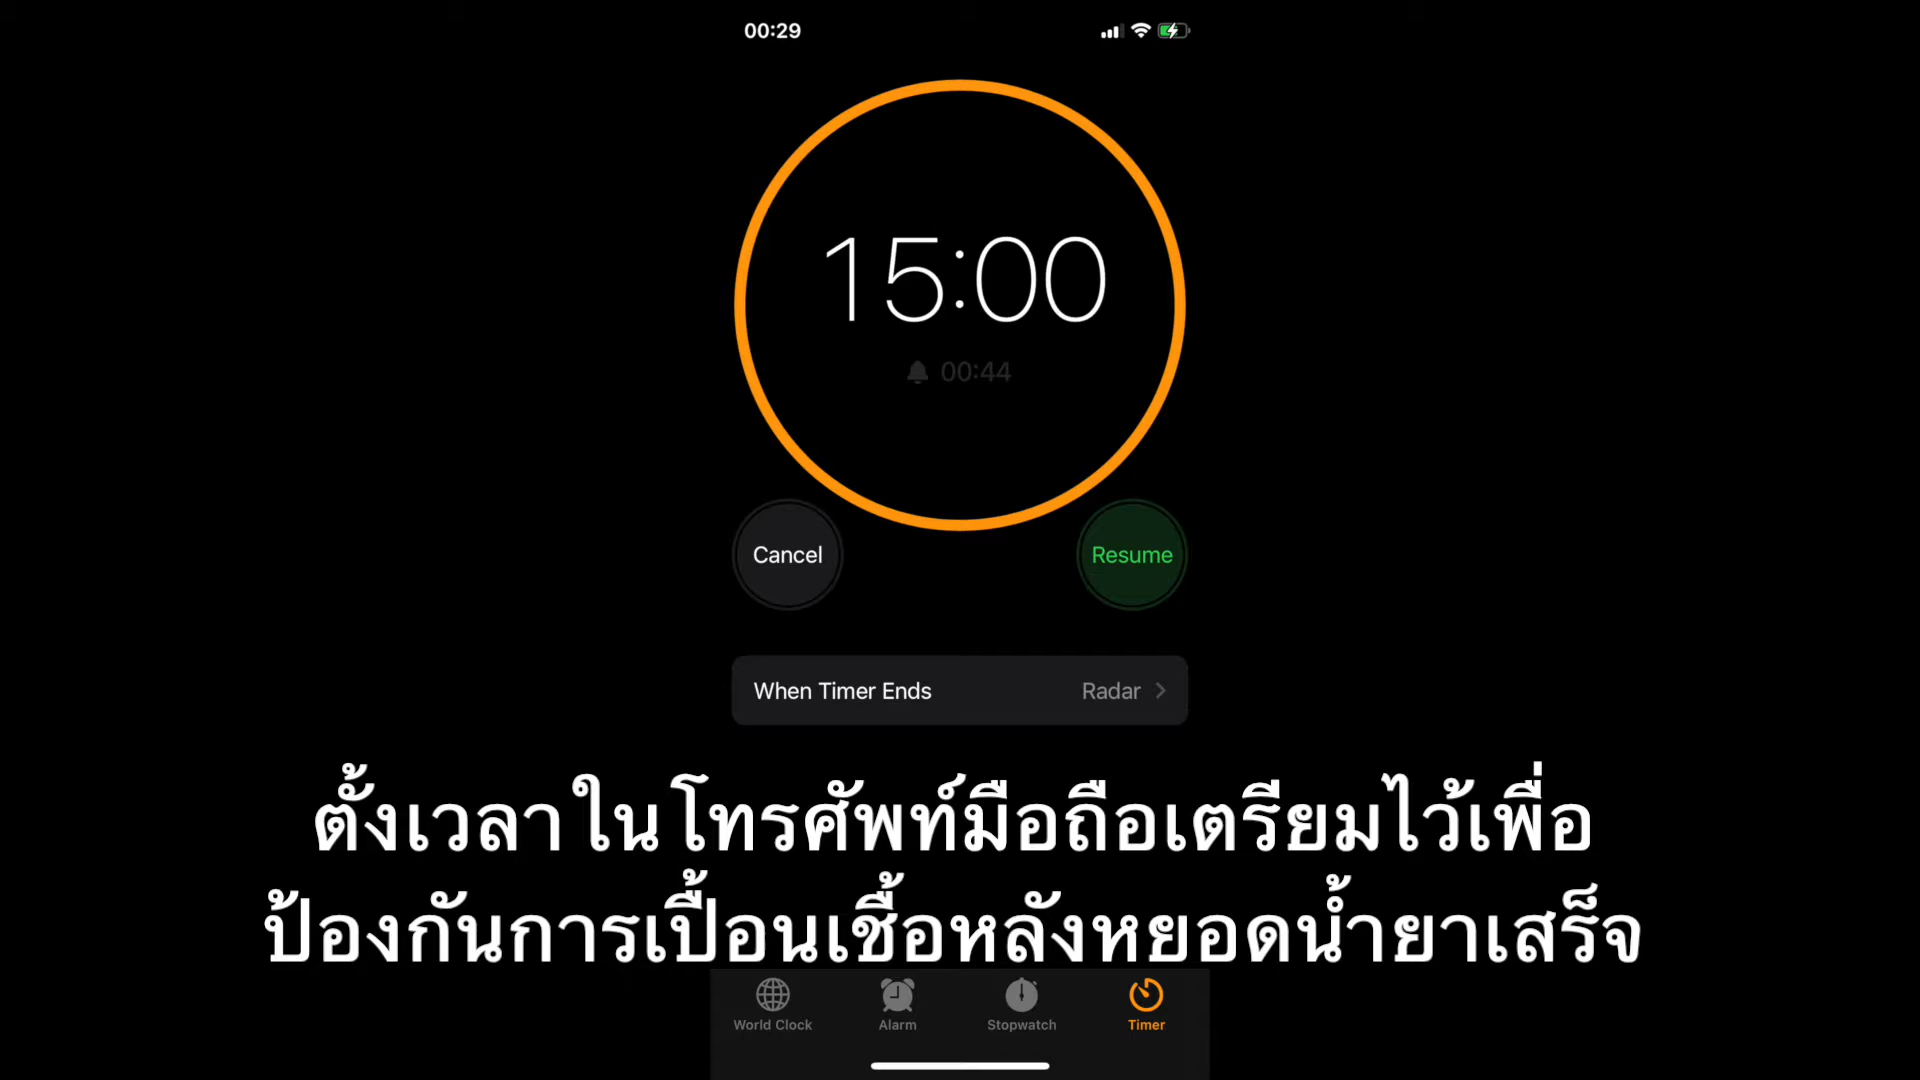 00:29
15:00
00:44
Cancel
Resume
When Timer Ends
Radar
ตั้งเวลาในโทรศัพท์มือถือเตรียมไว้เพื่อ
ป้องกันการเปื้อนเชื้อหลังหยอดน้ำยาเสร็จ
World Clock
Alarm
Stopwatch
Timer